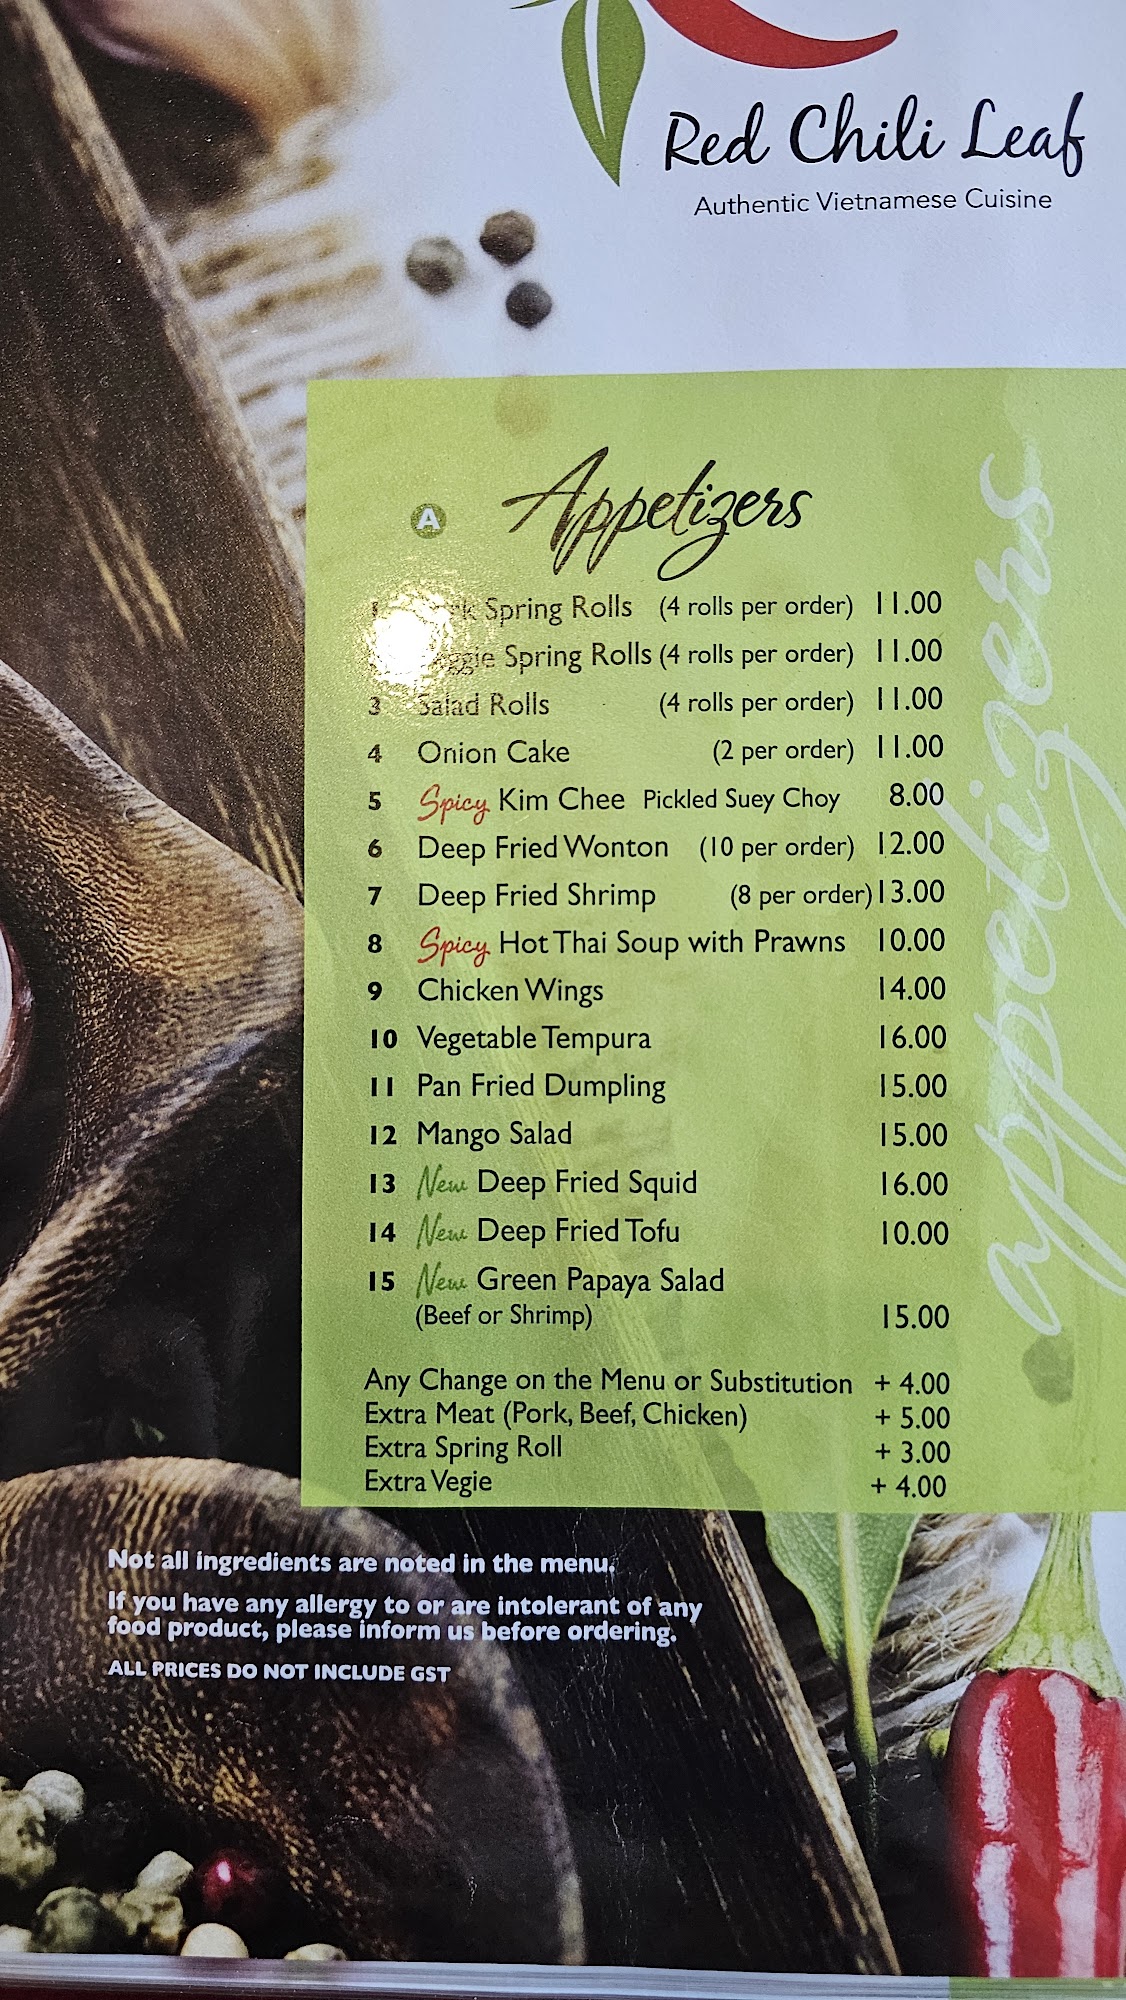 Red Chili Leaf
Authentic Vietnamese Cuisine
A Appetizers
appetizers
1 Spring Rolls (4 rolls per order) 11.00
Veggie Spring Rolls (4 rolls per order) 11.00
3 Salad Rolls (4 rolls per order) 11.00
4 Onion Cake (2 per order) 11.00
5 Spicy Kim Chee Pickled Suey Choy 8.00
6 Deep Fried Wonton (10 per order) 12.00
7 Deep Fried Shrimp (8 per order) 13.00
8 Spicy Hot Thai Soup with Prawns 10.00
9 Chicken Wings 14.00
10 Vegetable Tempura 16.00
11 Pan Fried Dumpling 15.00
12 Mango Salad 15.00
13 New Deep Fried Squid 16.00
14 New Deep Fried Tofu 10.00
15 New Green Papaya Salad
(Beef or Shrimp) 15.00
Any Change on the Menu or Substitution + 4.00
Extra Meat (Pork, Beef, Chicken) + 5.00
Extra Spring Roll + 3.00
Extra Vegie + 4.00
Not all ingredients are noted in the menu.
If you have any allergy to or are intolerant of any
food product, please inform us before ordering.
ALL PRICES DO NOT INCLUDE GST